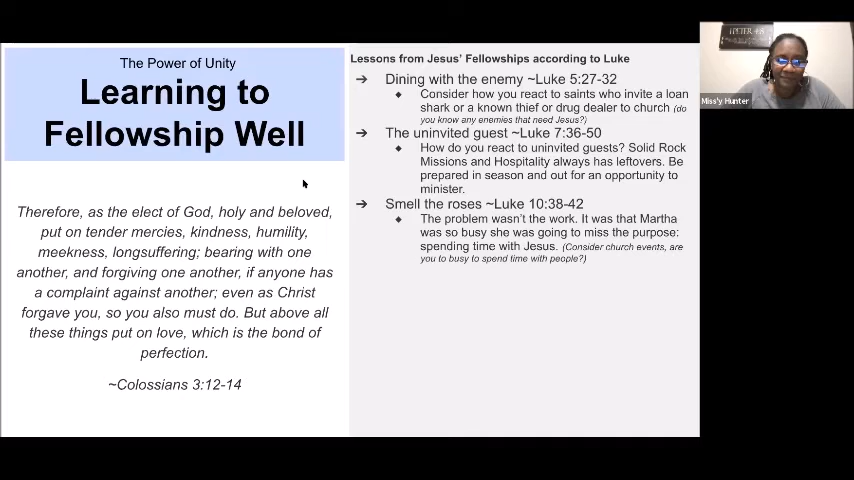 The Power of Unity
Learning to
Fellowship Well
Therefore, as the elect of God, holy and beloved,
put on tender mercies, kindness, humility,
meekness, longsuffering; bearing with one
another, and forgiving one another, if anyone has
a complaint against another; even as Christ
forgave you, so you also must do. But above all
these things put on love, which is the bond of
perfection.
~Colossians 3:12-14
Lessons from Jesus' Fellowships according to Luke
➔ Dining with the enemy ~Luke 5:27-32
◆ Consider how you react to saints who invite a loan
shark or a known thief or drug dealer to church (do
you know any enemies that need Jesus?)
➔ The uninvited guest ~Luke 7:36-50
◆ How do you react to uninvited guests? Solid Rock
Missions and Hospitality always has leftovers. Be
prepared in season and out for an opportunity to
minister.
➔ Smell the roses ~Luke 10:38-42
◆ The problem wasn't the work. It was that Martha
was so busy she was going to miss the purpose:
spending time with Jesus. (Consider church events, are
you to busy to spend time with people?)
I PETER 4:8
Miss'y Hunter